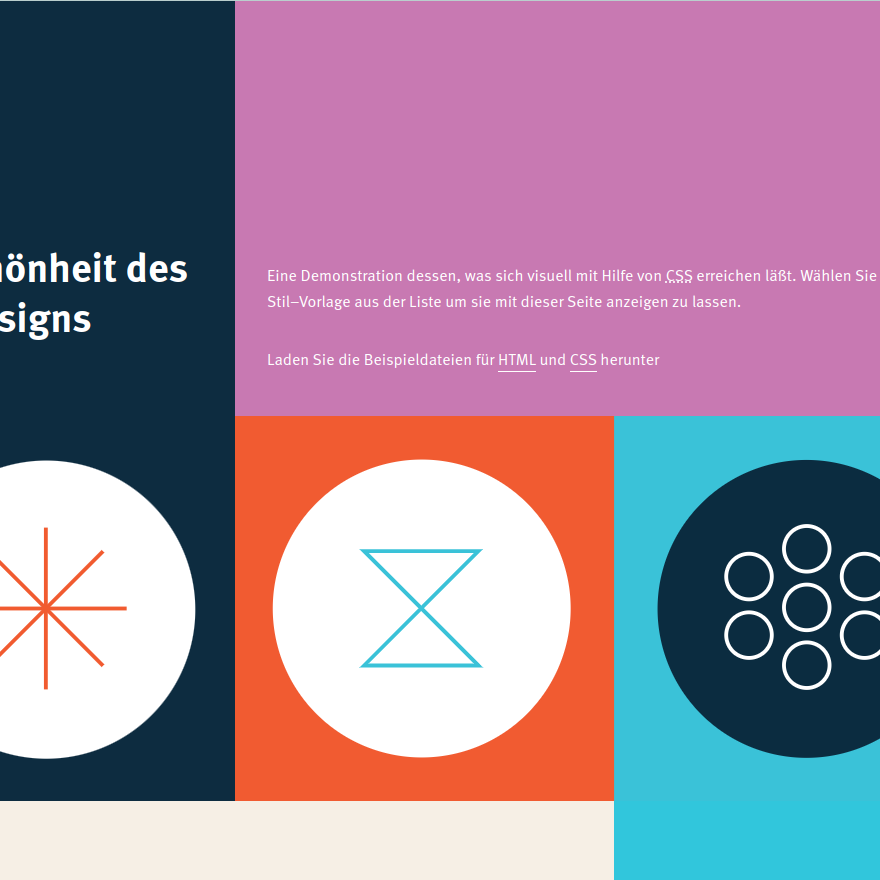 hönheit des
signs
Eine Demonstration dessen, was sich visuell mit Hilfe von CSS erreichen läßt. Wählen Sie
Stil–Vorlage aus der Liste um sie mit dieser Seite anzeigen zu lassen.
Laden Sie die Beispieldateien für HTML und CSS herunter